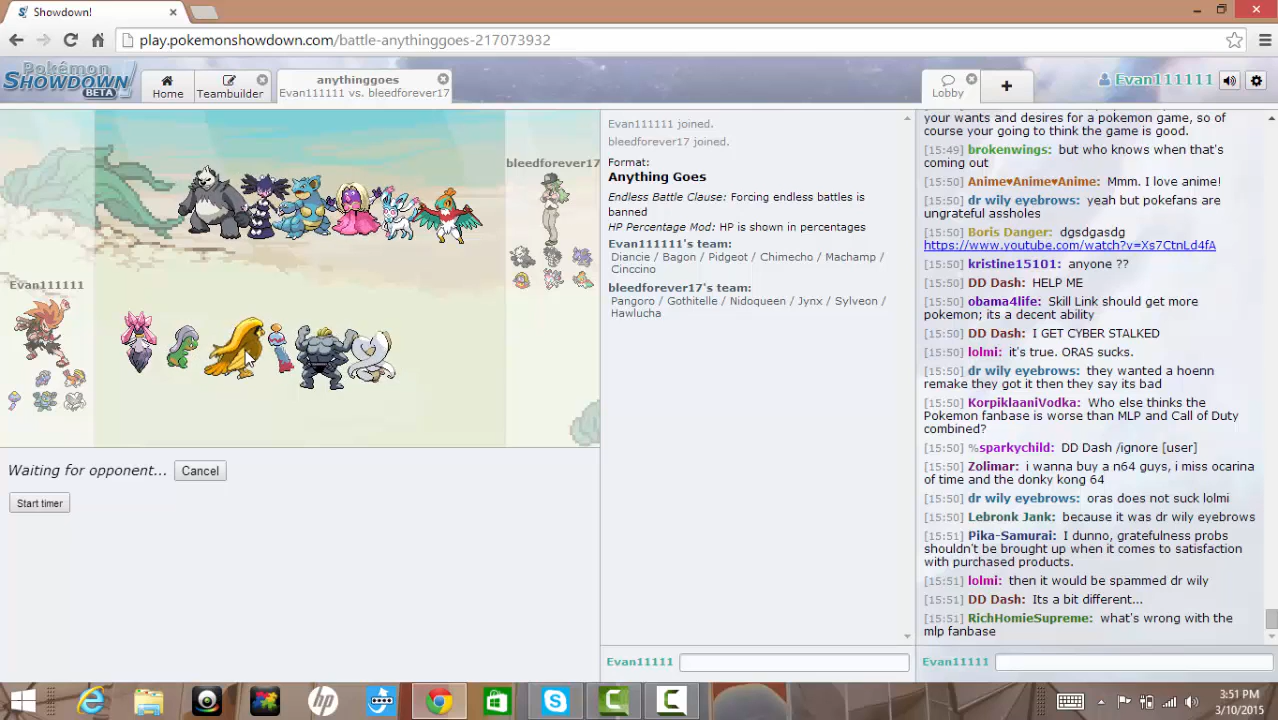 Showdown!
play.pokemonshowdown.com/battle-anythinggoes-217073932
Pokémon
SHOWDOWN
BETA
Home
Teambuilder
anythinggoes
Evan111111 vs. bleedforever17
Lobby
Evan111111
bleedforever17
Evan111111
Waiting for opponent...
Cancel
Start timer
Evan111111 joined.
bleedforever17 joined.
Format:
Anything Goes
Endless Battle Clause: Forcing endless battles is
banned
HP Percentage Mod: HP is shown in percentages
Evan111111's team:
Diancie / Bagon / Pidgeot / Chimecho / Machamp /
Cinccino
bleedforever17's team:
Pangoro / Gothitelle / Nidoqueen / Jynx / Sylveon /
Hawlucha
Evan11111
your wants and desires for a pokemon game, so of
course your going to think the game is good.
[15:49] brokenwings: but who knows when that's
coming out
[15:50] Anime♥Anime♥Anime: Mmm. I love anime!
[15:50] dr wily eyebrows: yeah but pokefans are
ungrateful assholes
[15:50] Boris Danger: dgsdgasdg
https://www.youtube.com/watch?v=Xs7CtnLd4fA
[15:50] kristine15101: anyone ??
[15:50] DD Dash: HELP ME
[15:50] obama4life: Skill Link should get more
pokemon; its a decent ability
[15:50] DD Dash: I GET CYBER STALKED
[15:50] lolmi: it's true. ORAS sucks.
[15:50] dr wily eyebrows: they wanted a hoenn
remake they got it then they say its bad
[15:50] KorpiklaaniVodka: Who else thinks the
Pokemon fanbase is worse than MLP and Call of Duty
combined?
[15:50] %sparkychild: DD Dash /ignore [user]
[15:50] Zolimar: i wanna buy a n64 guys, i miss ocarina
of time and the donky kong 64
[15:50] dr wily eyebrows: oras does not suck lolmi
[15:50] Lebronk Jank: because it was dr wily eyebrows
[15:51] Pika-Samurai: I dunno, gratefulness probs
shouldn't be brought up when it comes to satisfaction
with purchased products.
[15:51] lolmi: then it would be spammed dr wily
[15:51] DD Dash: Its a bit different...
[15:51] RichHomieSupreme: what's wrong with the
mlp fanbase
Evan11111
hp
3:51 PM
3/10/2015